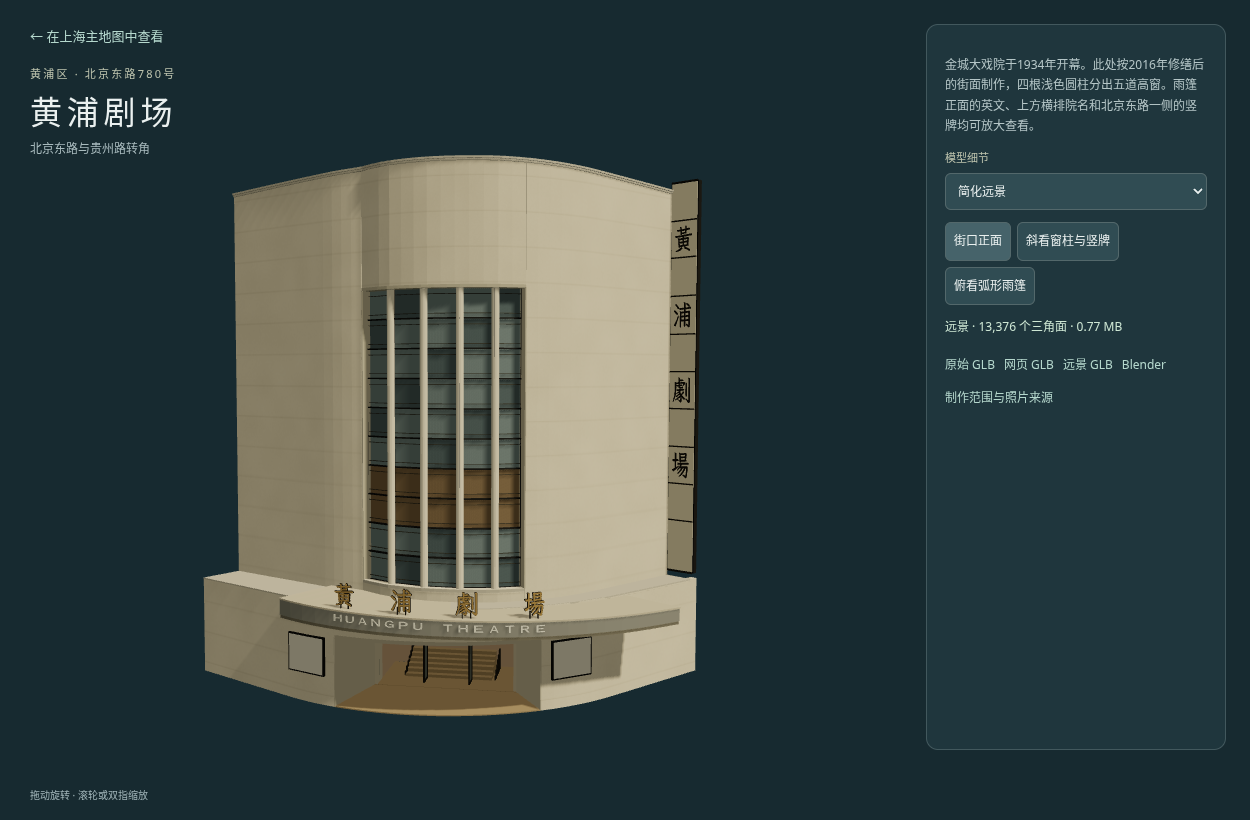 ← 在上海主地图中查看
黄浦区 · 北京东路780号
黄浦剧场
北京东路与贵州路转角
黃
浦
劇
場
黃 浦 劇 場
HUANGPU THEATRE
拖动旋转 · 滚轮或双指缩放
金城大戏院于1934年开幕。此处按2016年修缮后
的街面制作，四根浅色圆柱分出五道高窗。雨篷
正面的英文、上方横排院名和北京东路一侧的竖
牌均可放大查看。
模型细节
简化远景
街口正面 斜看窗柱与竖牌
俯看弧形雨篷
远景 · 13,376 个三角面 · 0.77 MB
原始 GLB 网页 GLB 远景 GLB Blender
制作范围与照片来源